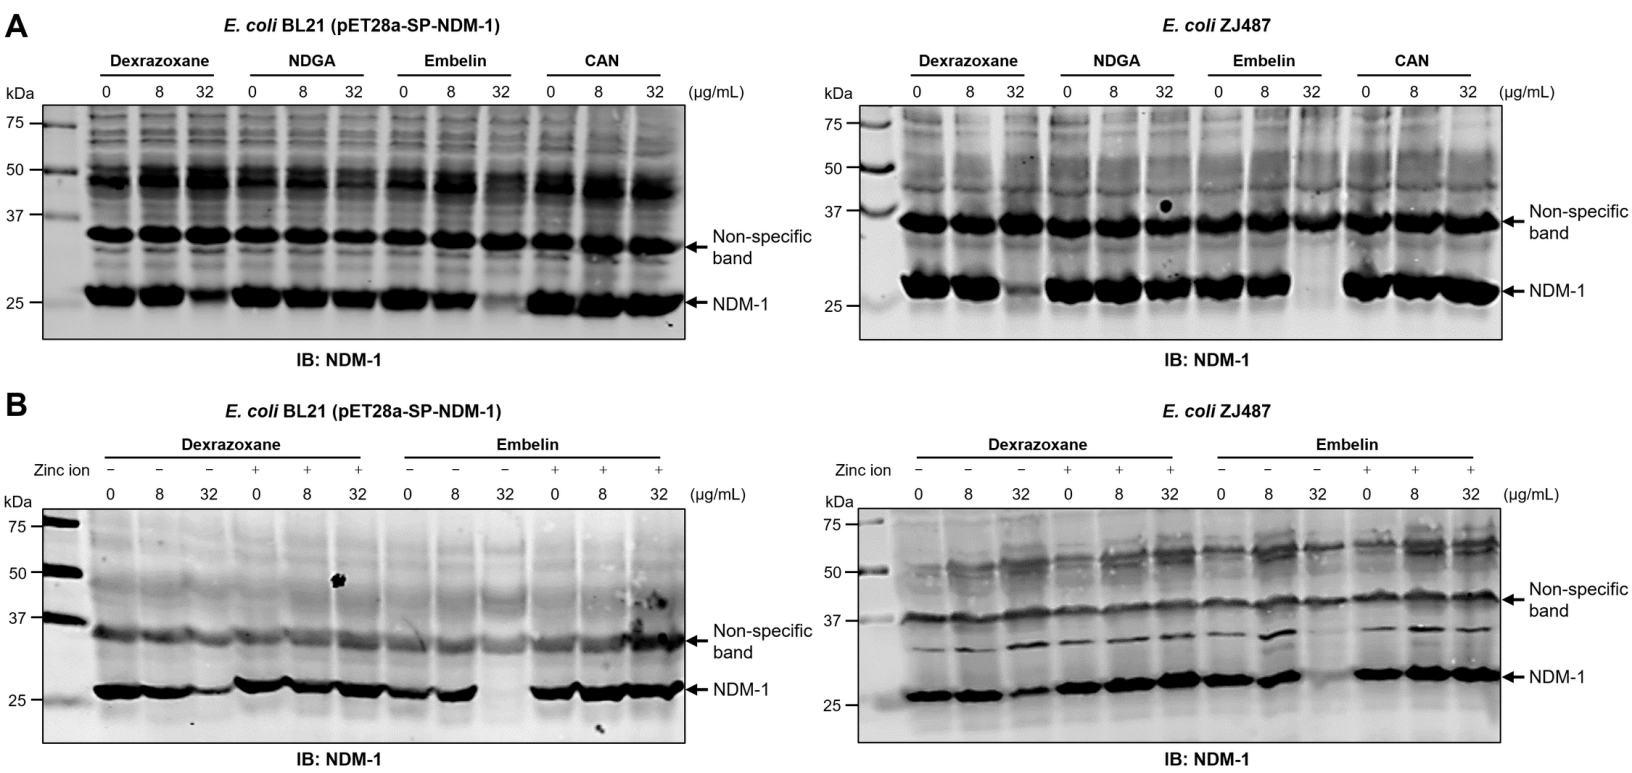 A
E. coli BL21 (pET28a-SP-NDM-1)
Dexrazoxane NDGA Embelin CAN
kDa 0 8 32 0 8 32 0 8 32 0 8 32 (µg/mL)
75
50
37
Non-specific
band
25
NDM-1
IB: NDM-1
E. coli ZJ487
Dexrazoxane NDGA Embelin CAN
kDa 0 8 32 0 8 32 0 8 32 0 8 32 (µg/mL)
75
50
37
Non-specific
band
NDM-1
25
IB: NDM-1
B
E. coli BL21 (pET28a-SP-NDM-1)
Dexrazoxane Embelin
Zinc ion − − − + + + − − − + + +
kDa 0 8 32 0 8 32 0 8 32 0 8 32 (µg/mL)
75
50
37
Non-specific
band
NDM-1
25
IB: NDM-1
E. coli ZJ487
Dexrazoxane Embelin
Zinc ion − − − + + + − − − + + +
kDa 0 8 32 0 8 32 0 8 32 0 8 32 (µg/mL)
75
50
Non-specific
band
37
NDM-1
25
IB: NDM-1